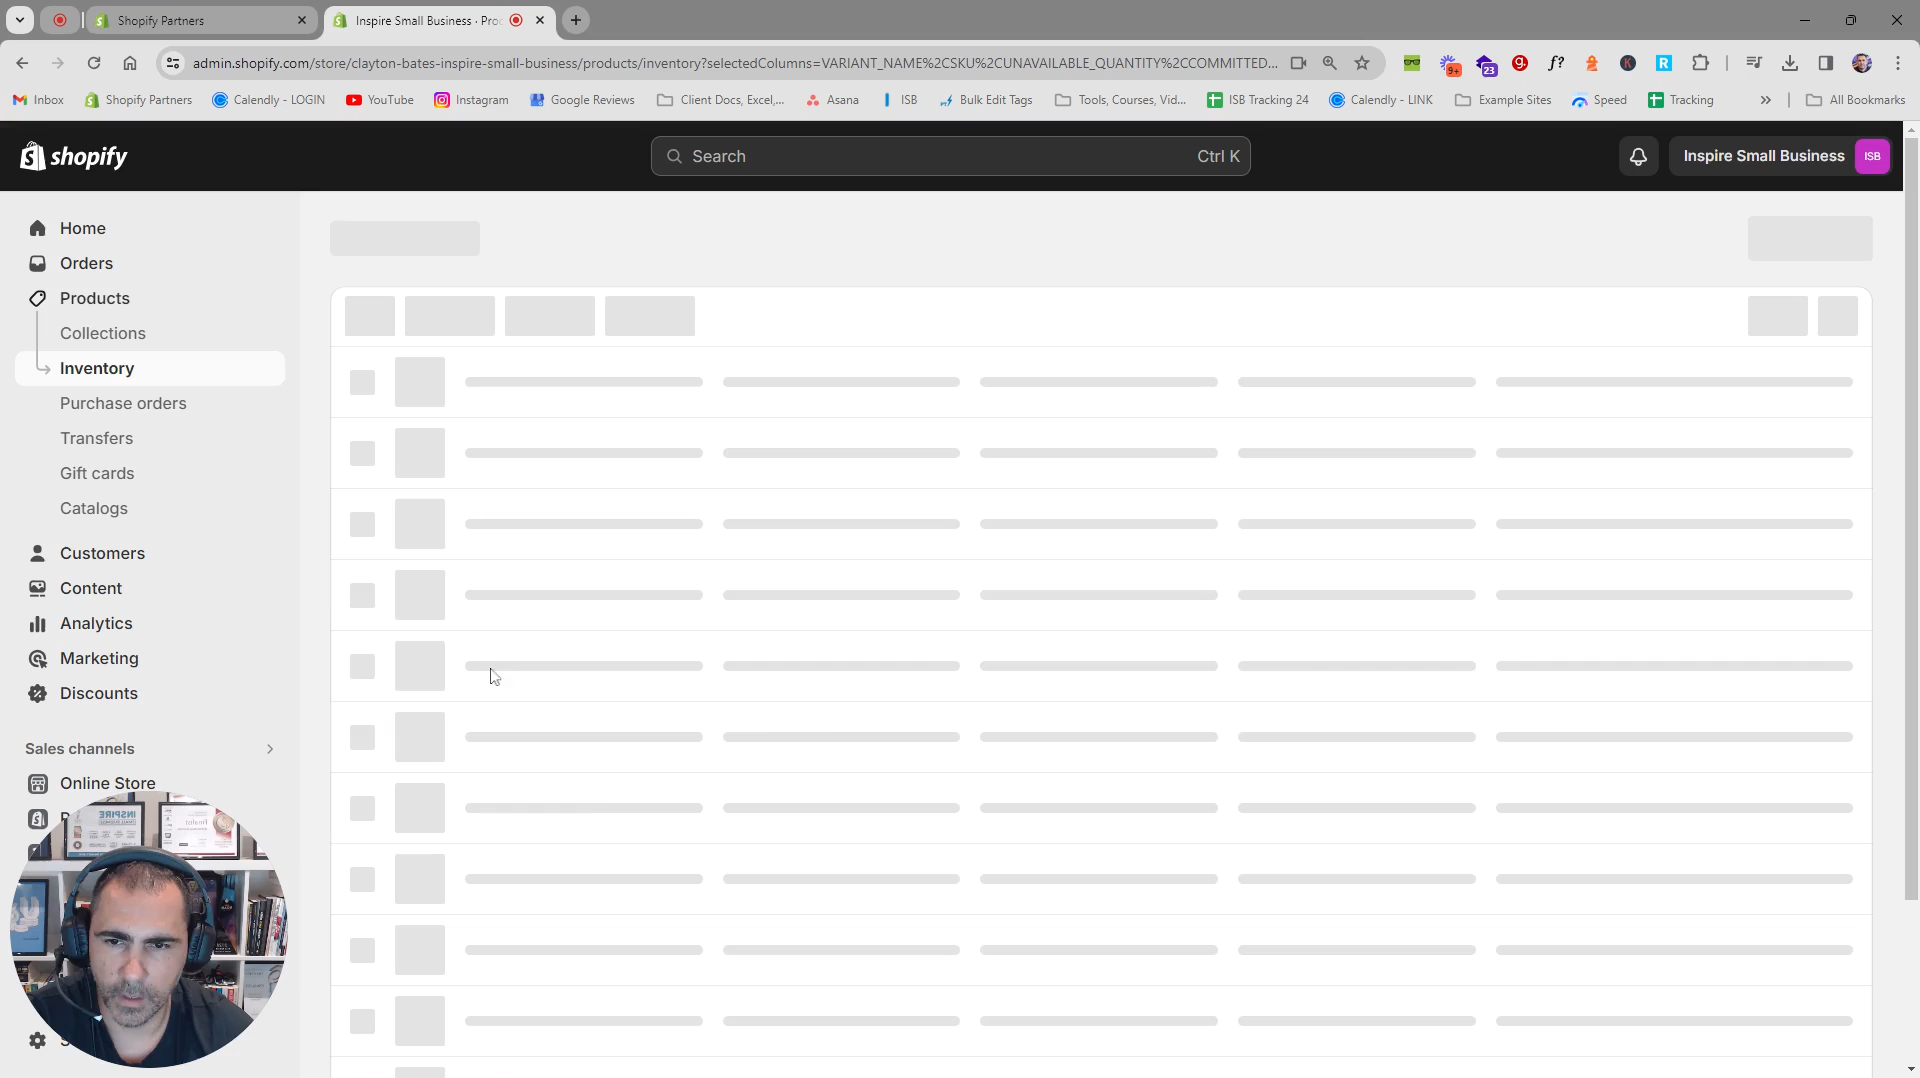 Shopify Partners
Inspire Small Business · Proc
admin.shopify.com/store/clayton-bates-inspire-small-business/products/inventory?selectedColumns=VARIANT_NAME%2CSKU%2CUNAVAILABLE_QUANTITY%2CCOMMITTED...
9+
23
f?
K
R
Inbox
Shopify Partners
Calendly - LOGIN
YouTube
Instagram
Google Reviews
Client Docs, Excel,...
Asana
ISB
Bulk Edit Tags
Tools, Courses, Vid...
ISB Tracking 24
Calendly - LINK
Example Sites
Speed
Tracking
»
All Bookmarks
shopify
Search
Ctrl K
Inspire Small Business
ISB
Home
Orders
Products
Collections
Inventory
Purchase orders
Transfers
Gift cards
Catalogs
Customers
Content
Analytics
Marketing
Discounts
Sales channels
Online Store
INSPIRE